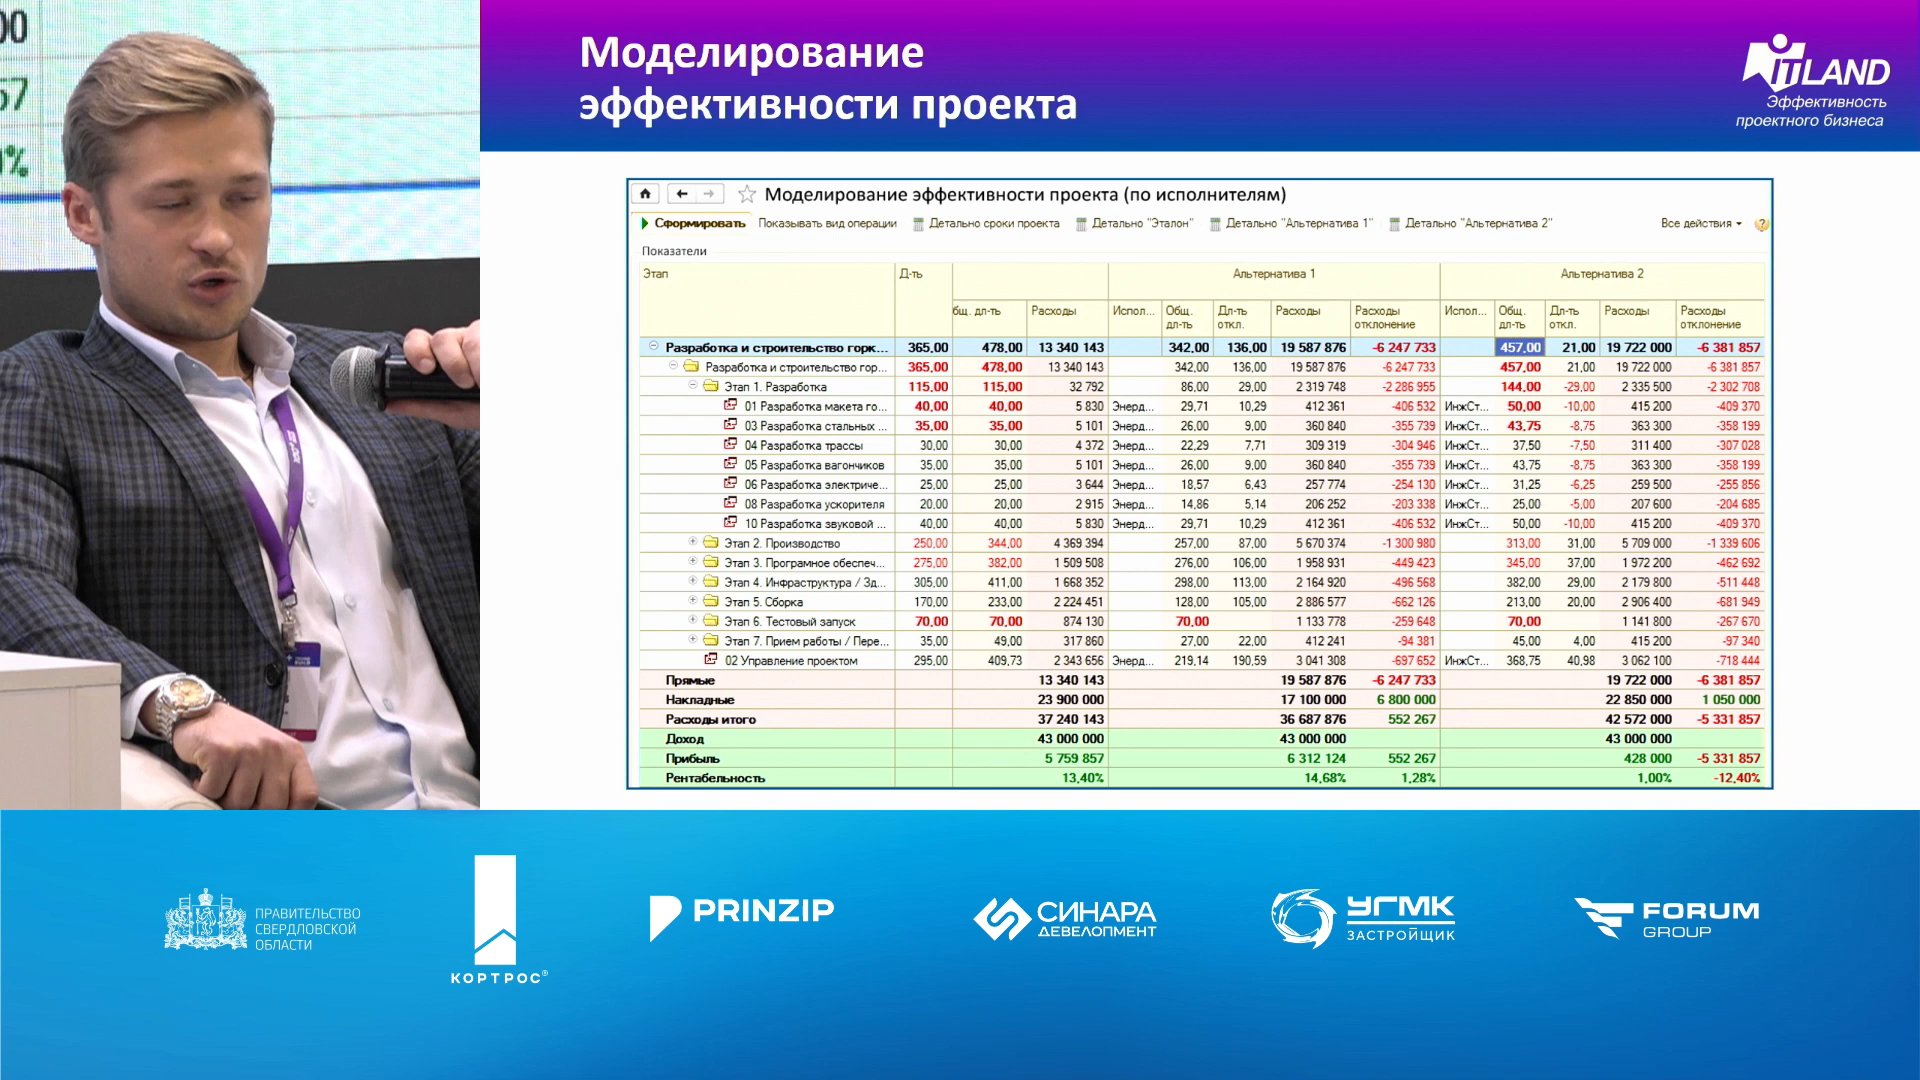 00
57
%
Моделирование
эффективности проекта
ITLAND
Эффективность
проектного бизнеса
Моделирование эффективности проекта (по исполнителям)
Сформировать Показывать вид операции Детально сроки проекта Детально "Эталон" Детально "Альтернатива 1" Детально "Альтернатива 2" Все действия
Показатели
Этап Д-ть Альтернатива 1 Альтернатива 2
бщ. дл-ть Расходы Испол... Общ. дл-ть Дл-ть откл. Расходы Расходы отклонение Испол... Общ. дл-ть Дл-ть откл. Расходы Расходы отклонение
Разработка и строительство горк... 365,00 478,00 13 340 143 342,00 136,00 19 587 876 -6 247 733 457,00 21,00 19 722 000 -6 381 857
Разработка и строительство гор... 365,00 478,00 13 340 143 342,00 136,00 19 587 876 -6 247 733 457,00 21,00 19 722 000 -6 381 857
Этап 1. Разработка 115,00 115,00 32 792 86,00 29,00 2 319 748 -2 286 955 144,00 -29,00 2 335 500 -2 302 708
01 Разработка макета го... 40,00 40,00 5 830 Энерд... 29,71 10,29 412 361 -406 532 ИнжСт... 50,00 -10,00 415 200 -409 370
03 Разработка стальных ... 35,00 35,00 5 101 Энерд... 26,00 9,00 360 840 -355 739 ИнжСт... 43,75 -8,75 363 300 -358 199
04 Разработка трассы 30,00 30,00 4 372 Энерд... 22,29 7,71 309 319 -304 946 ИнжСт... 37,50 -7,50 311 400 -307 028
05 Разработка вагончиков 35,00 35,00 5 101 Энерд... 26,00 9,00 360 840 -355 739 ИнжСт... 43,75 -8,75 363 300 -358 199
06 Разработка электриче... 25,00 25,00 3 644 Энерд... 18,57 6,43 257 774 -254 130 ИнжСт... 31,25 -6,25 259 500 -255 856
08 Разработка ускорителя 20,00 20,00 2 915 Энерд... 14,86 5,14 206 252 -203 338 ИнжСт... 25,00 -5,00 207 600 -204 685
10 Разработка звуковой ... 40,00 40,00 5 830 Энерд... 29,71 10,29 412 361 -406 532 ИнжСт... 50,00 -10,00 415 200 -409 370
Этап 2. Производство 250,00 344,00 4 369 394 257,00 87,00 5 670 374 -1 300 980 313,00 31,00 5 709 000 -1 339 606
Этап 3. Програмное обеспеч... 275,00 382,00 1 509 508 276,00 106,00 1 958 931 -449 423 345,00 37,00 1 972 200 -462 692
Этап 4. Инфраструктура / Зд... 305,00 411,00 1 668 352 298,00 113,00 2 164 920 -496 568 382,00 29,00 2 179 800 -511 448
Этап 5. Сборка 170,00 233,00 2 224 451 128,00 105,00 2 886 577 -662 126 213,00 20,00 2 906 400 -681 949
Этап 6. Тестовый запуск 70,00 70,00 874 130 70,00 1 133 778 -259 648 70,00 1 141 800 -267 670
Этап 7. Прием работы / Пере... 35,00 49,00 317 860 27,00 22,00 412 241 -94 381 45,00 4,00 415 200 -97 340
02 Управление проектом 295,00 409,73 2 343 656 Энерд... 219,14 190,59 3 041 308 -697 652 ИнжСт... 368,75 40,98 3 062 100 -718 444
Прямые 13 340 143 19 587 876 -6 247 733 19 722 000 -6 381 857
Накладные 23 900 000 17 100 000 6 800 000 22 850 000 1 050 000
Расходы итого 37 240 143 36 687 876 552 267 42 572 000 -5 331 857
Доход 43 000 000 43 000 000 43 000 000
Прибыль 5 759 857 6 312 124 552 267 428 000 -5 331 857
Рентабельность 13,40% 14,68% 1,28% 1,00% -12,40%
ПРАВИТЕЛЬСТВО
СВЕРДЛОВСКОЙ
ОБЛАСТИ
КОРТРОС®
PRINZIP
СИНАРА
ДЕВЕЛОПМЕНТ
УГМК
ЗАСТРОЙЩИК
FORUM
GROUP